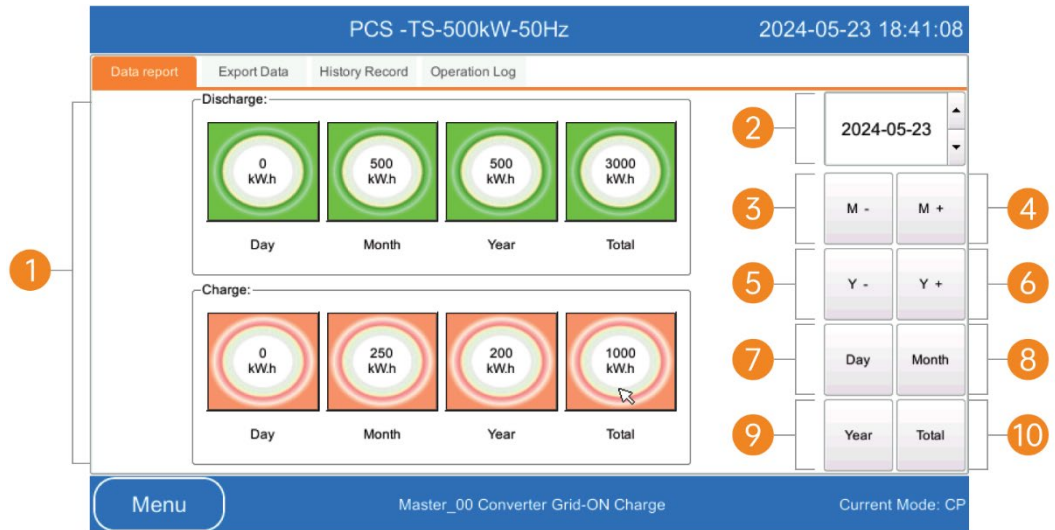 PCS -TS-500kW-50Hz
2024-05-23 18:41:08
Data report
Export Data
History Record
Operation Log
1
Discharge:
0
kW.h
500
kW.h
500
kW.h
3000
kW.h
Day
Month
Year
Total
Charge:
0
kW.h
250
kW.h
200
kW.h
1000
kW.h
Day
Month
Year
Total
2
2024-05-23
3
M -
M +
4
5
Y -
Y +
6
7
Day
Month
8
9
Year
Total
10
Menu
Master_00 Converter Grid-ON Charge
Current Mode: CP